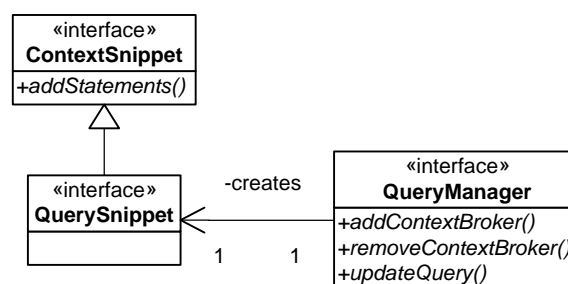 «interface»
ContextSnippet
+addStatements()
«interface»
QuerySnippet
-creates
1
1
«interface»
QueryManager
+addContextBroker()
+removeContextBroker()
+updateQuery()